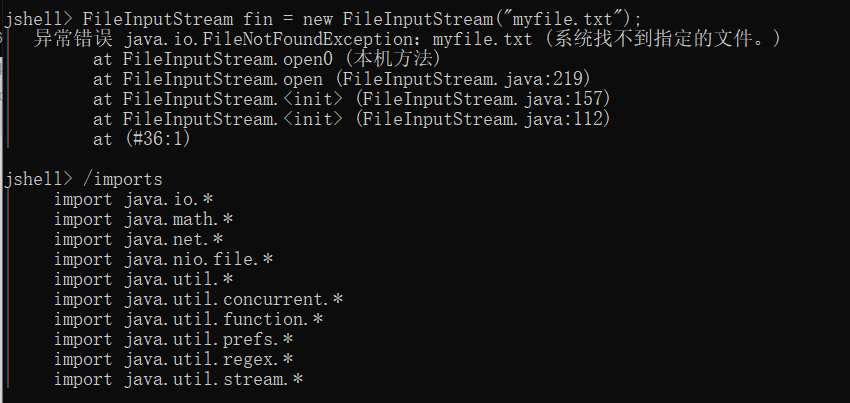 jshell> FileInputStream fin = new FileInputStream("myfile.txt");
异常错误 java.io.FileNotFoundException: myfile.txt (系统找不到指定的文件。)
at FileInputStream.open0 (本机方法)
at FileInputStream.open (FileInputStream.java:219)
at FileInputStream.<init> (FileInputStream.java:157)
at FileInputStream.<init> (FileInputStream.java:112)
at (#36:1)
jshell> /imports
import java.io.*
import java.math.*
import java.net.*
import java.nio.file.*
import java.util.*
import java.util.concurrent.*
import java.util.function.*
import java.util.prefs.*
import java.util.regex.*
import java.util.stream.*